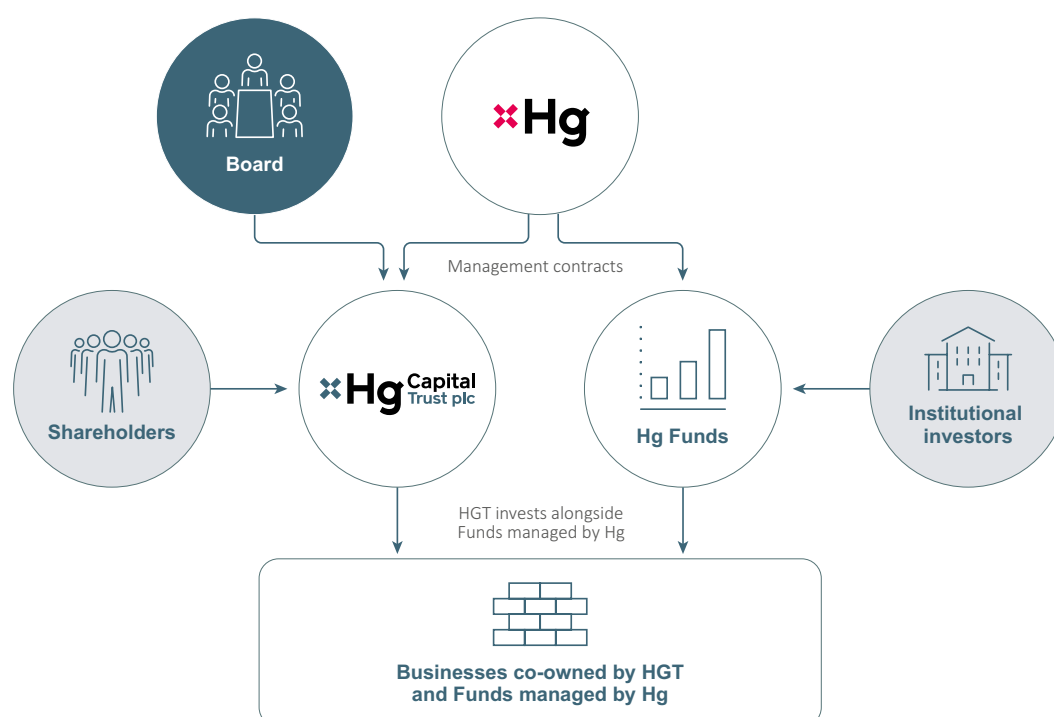 Board
Hg
Management contracts
Shareholders
Hg Capital
Trust plc
Hg Funds
Institutional
investors
HGT invests alongside
Funds managed by Hg
Businesses co-owned by HGT
and Funds managed by Hg